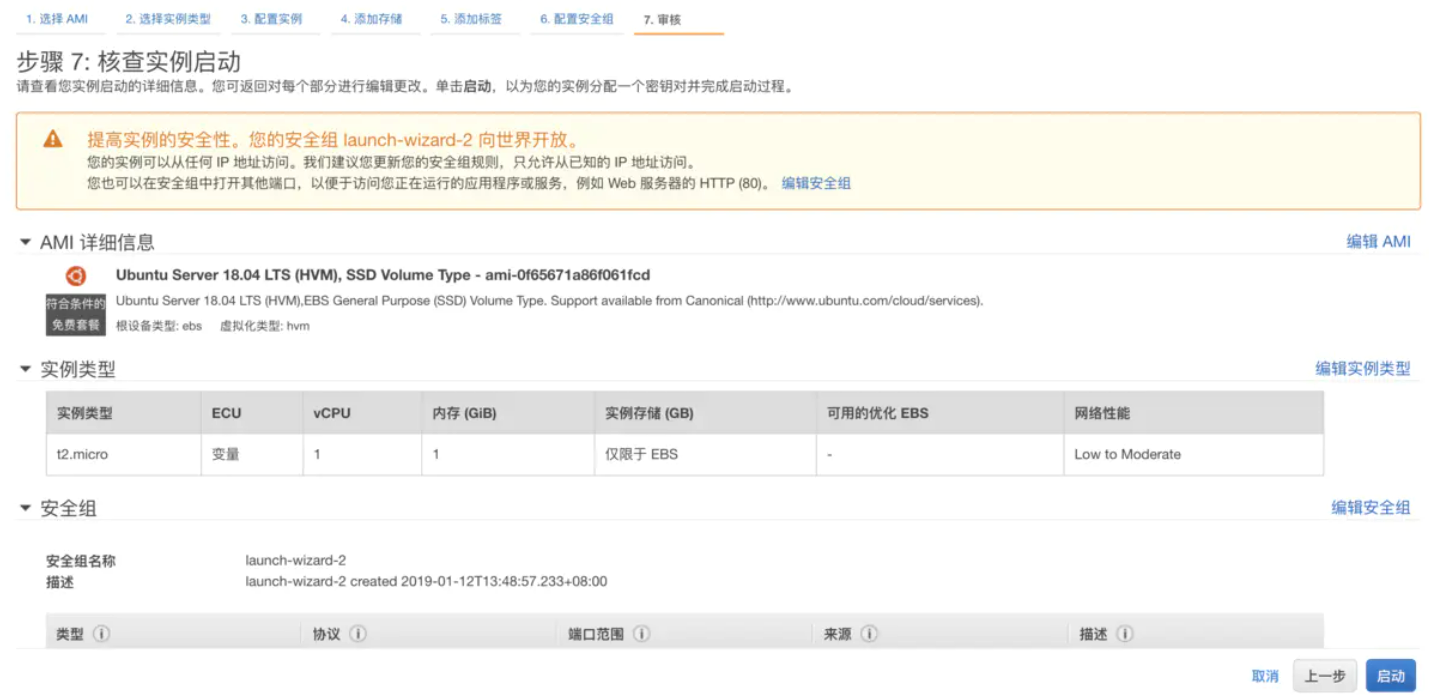 1. 选择 AMI 2. 选择实例类型 3. 配置实例 4. 添加存储 5. 添加标签 6. 配置安全组 7. 审核
步骤 7: 核查实例启动
请查看您实例启动的详细信息。您可返回对每个部分进行编辑更改。单击启动，以为您的实例分配一个密钥对并完成启动过程。
提高实例的安全性。您的安全组 launch-wizard-2 向世界开放。
您的实例可以从任何 IP 地址访问。我们建议您更新您的安全组规则，只允许从已知的 IP 地址访问。
您也可以在安全组中打开其他端口，以便于访问您正在运行的应用程序或服务，例如 Web 服务器的 HTTP (80)。 编辑安全组
AMI 详细信息 编辑 AMI
Ubuntu Server 18.04 LTS (HVM), SSD Volume Type - ami-0f65671a86f061fcd
符合条件的 Ubuntu Server 18.04 LTS (HVM),EBS General Purpose (SSD) Volume Type. Support available from Canonical (http://www.ubuntu.com/cloud/services).
免费套餐 根设备类型: ebs 虚拟化类型: hvm
实例类型 编辑实例类型
实例类型 ECU vCPU 内存 (GiB) 实例存储 (GB) 可用的优化 EBS 网络性能
t2.micro 变量 1 1 仅限于 EBS - Low to Moderate
安全组 编辑安全组
安全组名称 launch-wizard-2
描述 launch-wizard-2 created 2019-01-12T13:48:57.233+08:00
类型 协议 端口范围 来源 描述
取消 上一步 启动